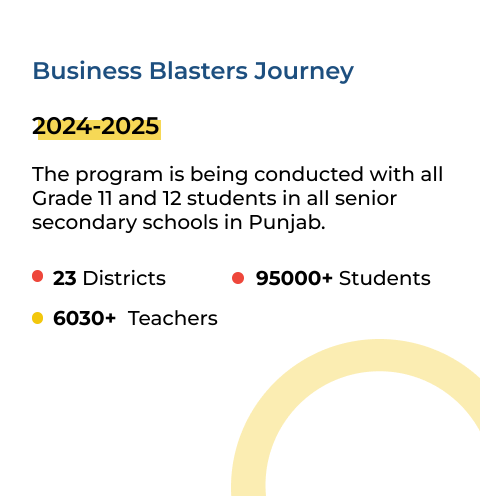 Business Blasters Journey
2024-2025
The program is being conducted with all
Grade 11 and 12 students in all senior
secondary schools in Punjab.
23 Districts
95000+ Students
6030+ Teachers